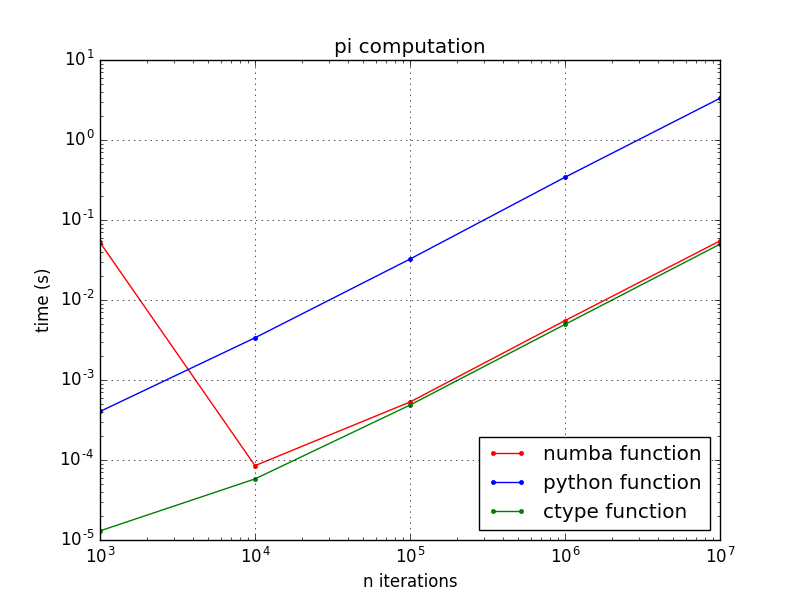 pi computation
10^1
10^0
10^-1
10^-2
10^-3
10^-4
10^-5
time (s)
numba function
python function
ctype function
10^3 10^4 10^5 10^6 10^7
n iterations